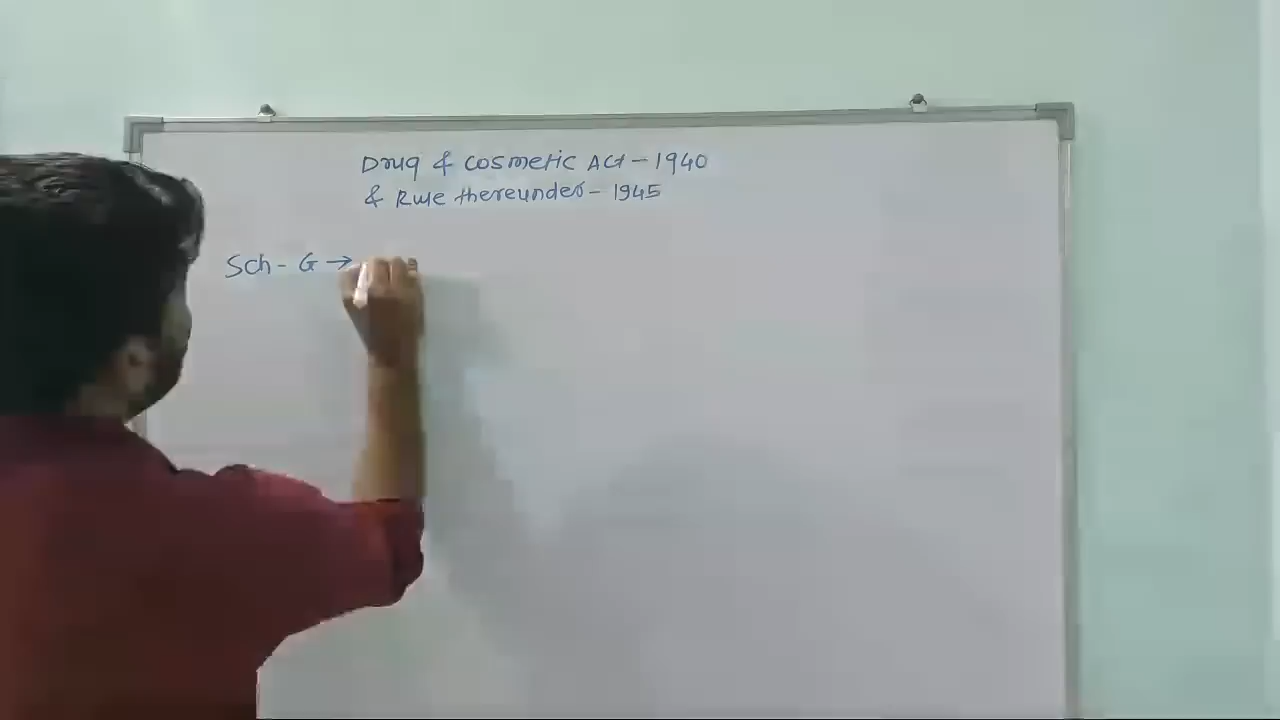 Drug & Cosmetic Act - 1940
& Rule thereunder - 1945
Sch - G →